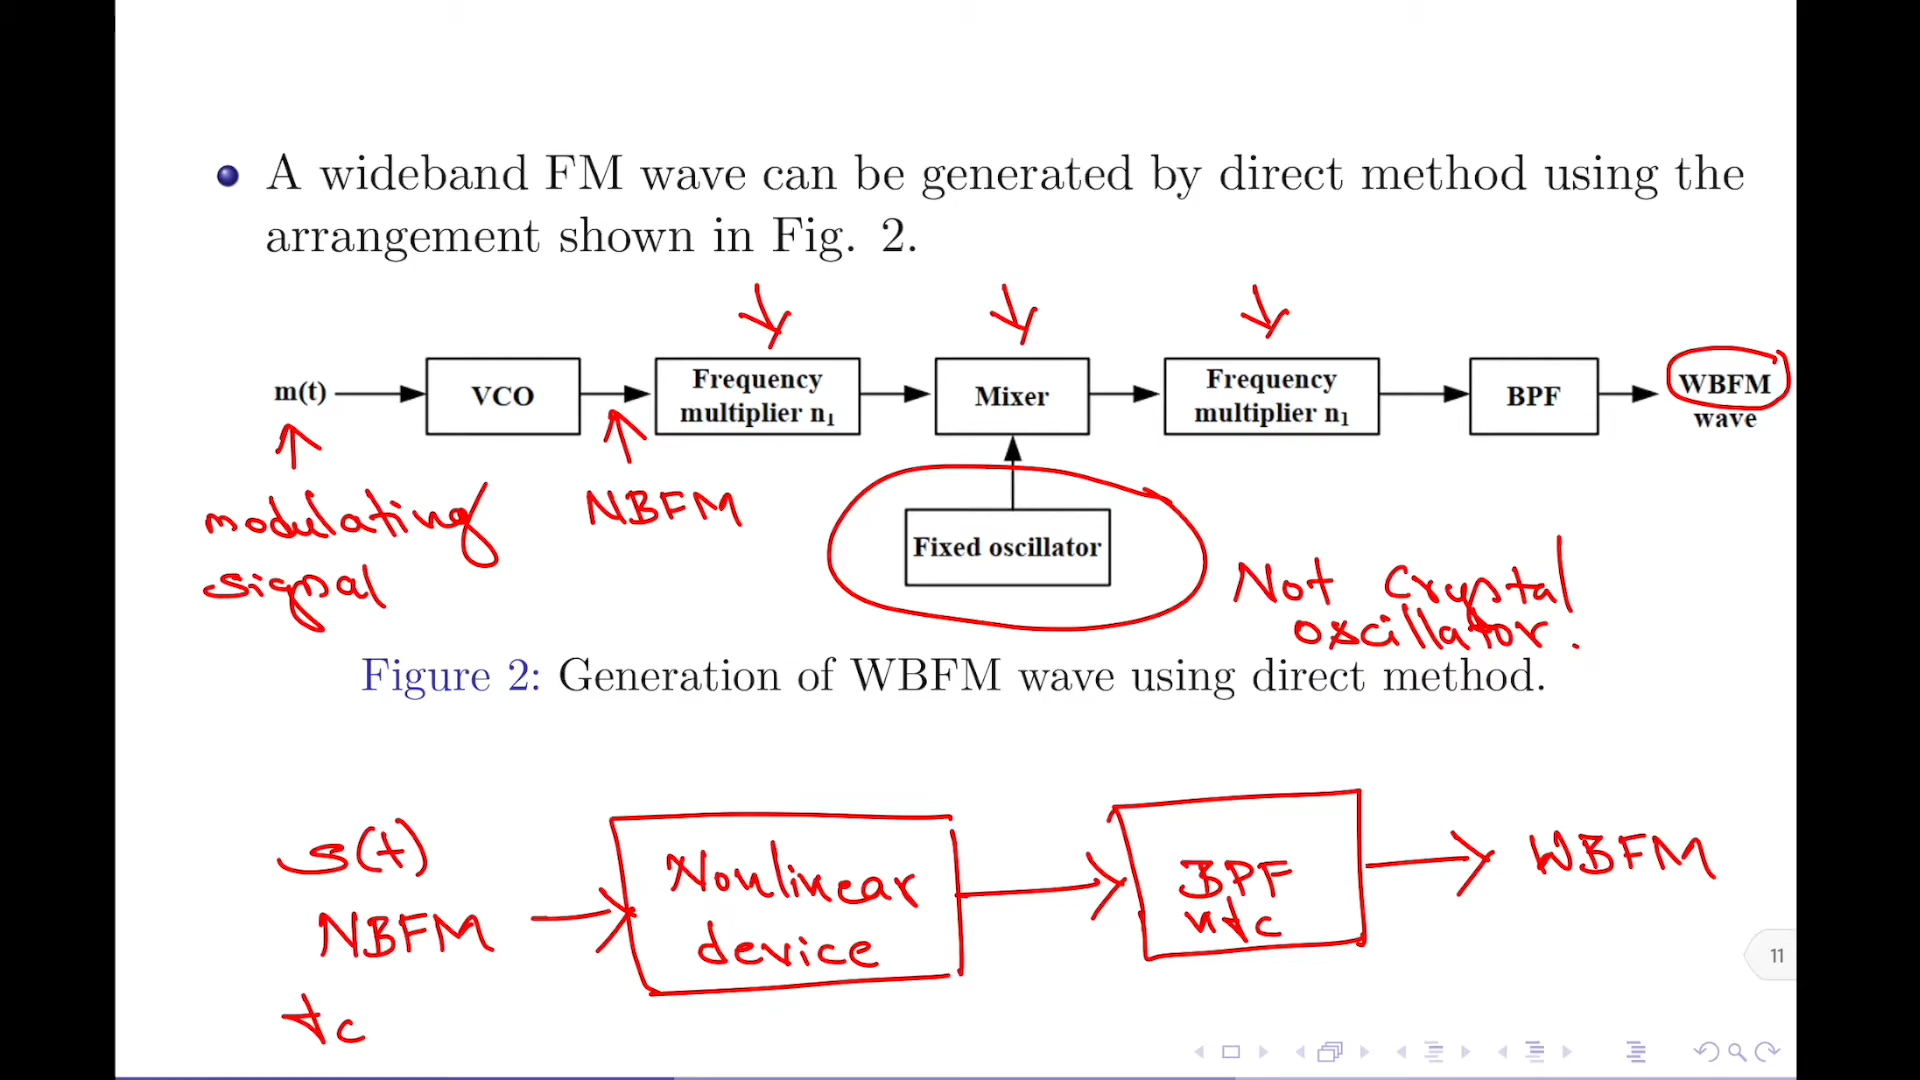 A wideband FM wave can be generated by direct method using the
arrangement shown in Fig. 2.
m(t)
VCO
Frequency
multiplier n₁
Mixer
Frequency
multiplier n₁
BPF
WBFM
wave
Fixed oscillator
modulating
signal
NBFM
Not Crystal
oscillator.
Figure 2: Generation of WBFM wave using direct method.
s(t)
NBFM
fc
Nonlinear
device
BPF
nfc
WBFM
11